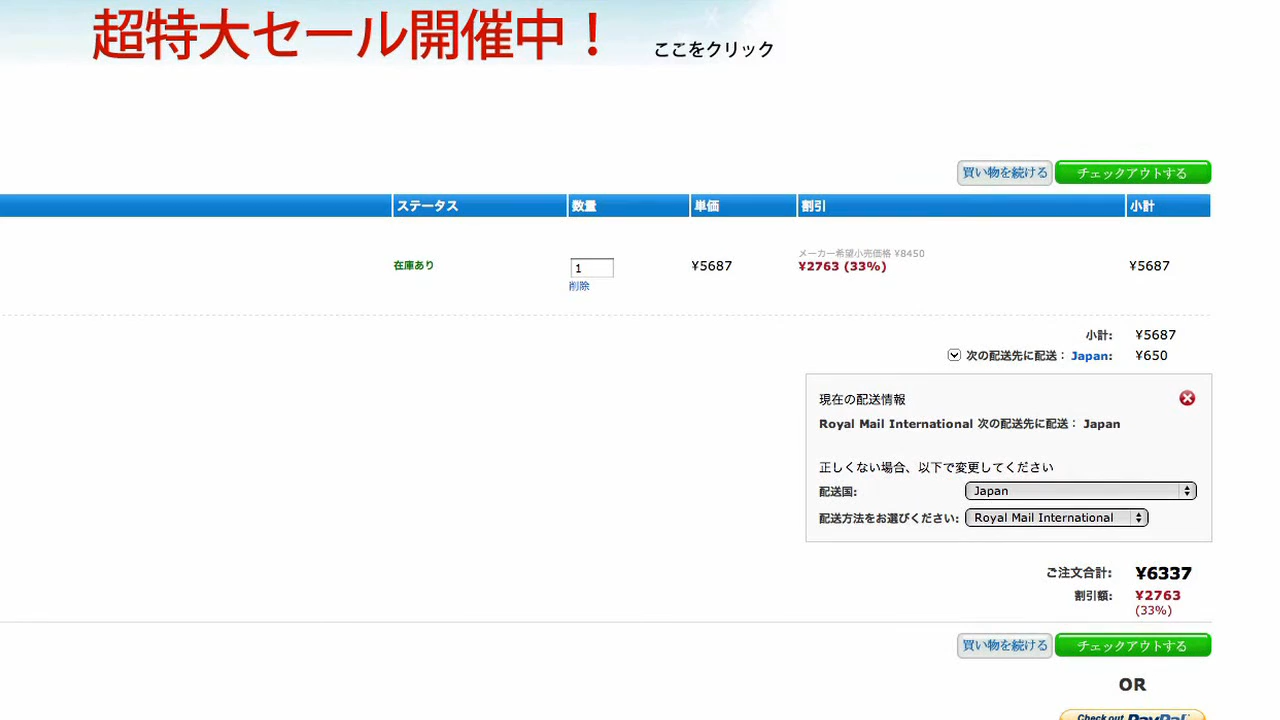 超特大セール開催中！ ここをクリック
買い物を続ける チェックアウトする
ステータス 数量 単価 割引 小計
メーカー希望小売価格 ¥8450
在庫あり 1 ¥5687 ¥2763 (33%) ¥5687
削除
小計: ¥5687
次の配送先に配送： Japan: ¥650
現在の配送情報
Royal Mail International 次の配送先に配送： Japan
正しくない場合、以下で変更してください
配送国: Japan
配送方法をお選びください: Royal Mail International
ご注文合計: ¥6337
割引額: ¥2763
(33%)
買い物を続ける チェックアウトする
OR
Check out PayPal